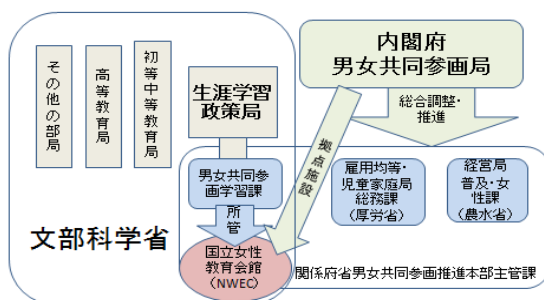 その他の部局
高等教育局
初等中等教育局
生涯学習
政策局
内閣府
男女共同参画局
総合調整・
推進
拠点施設
男女共同参
画学習課
雇用均等・
児童家庭局
総務課
(厚労省)
経営局
普及・女
性課
(農水省)
所
管
文部科学省
国立女性
教育会館
(NWEC)
関係府省男女共同参画推進本部主管課